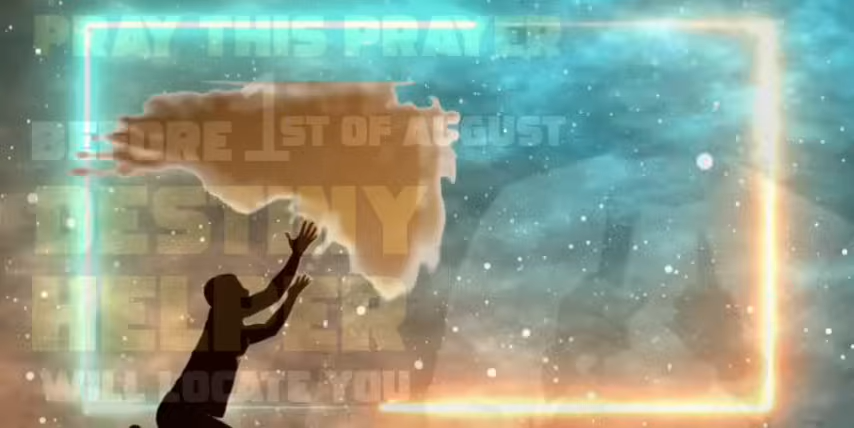 PRAY THIS PRAYER
BEFORE 1ST OF AUGUST
DESTINY
HELPER
WILL LOCATE YOU